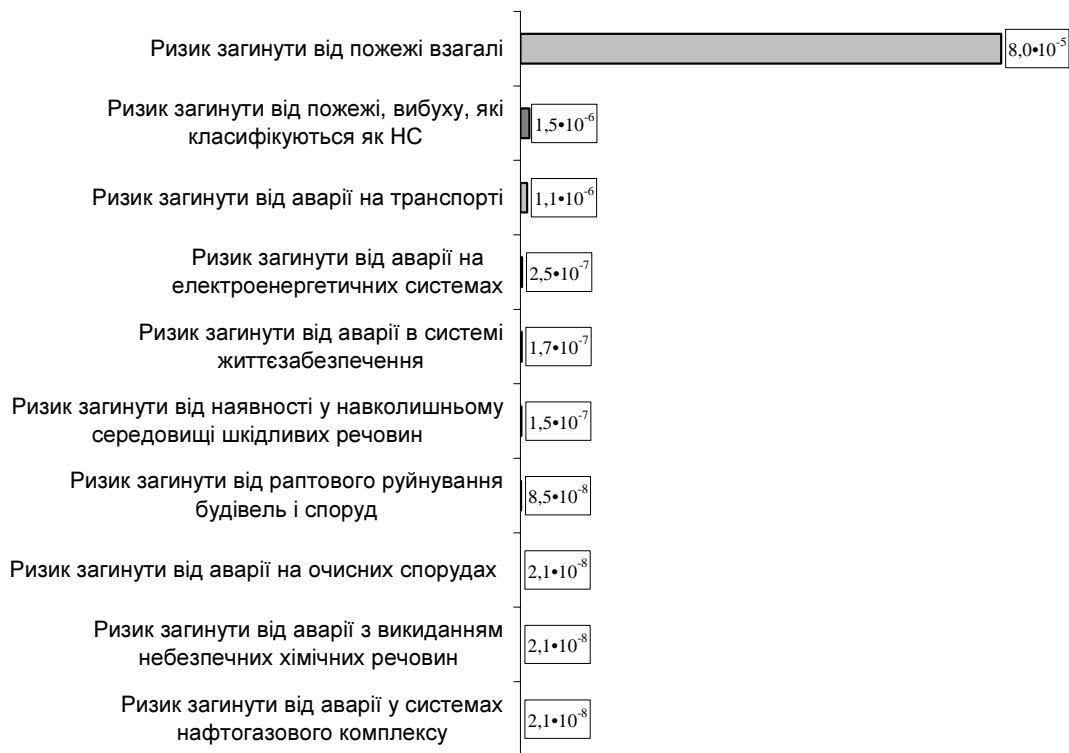 Ризик загинути від пожежі взагалі
8,0•10⁻⁵
Ризик загинути від пожежі, вибуху, які
класифікуються як НС
1,5•10⁻⁶
Ризик загинути від аварії на транспорті
1,1•10⁻⁶
Ризик загинути від аварії на
електроенергетичних системах
2,5•10⁻⁷
Ризик загинути від аварії в системі
життєзабезпечення
1,7•10⁻⁷
Ризик загинути від наявності у навколишньому
середовищі шкідливих речовин
1,5•10⁻⁷
Ризик загинути від раптового руйнування
будівель і споруд
8,5•10⁻⁸
Ризик загинути від аварії на очисних спорудах
2,1•10⁻⁸
Ризик загинути від аварії з викиданням
небезпечних хімічних речовин
2,1•10⁻⁸
Ризик загинути від аварії у системах
нафтогазового комплексу
2,1•10⁻⁸